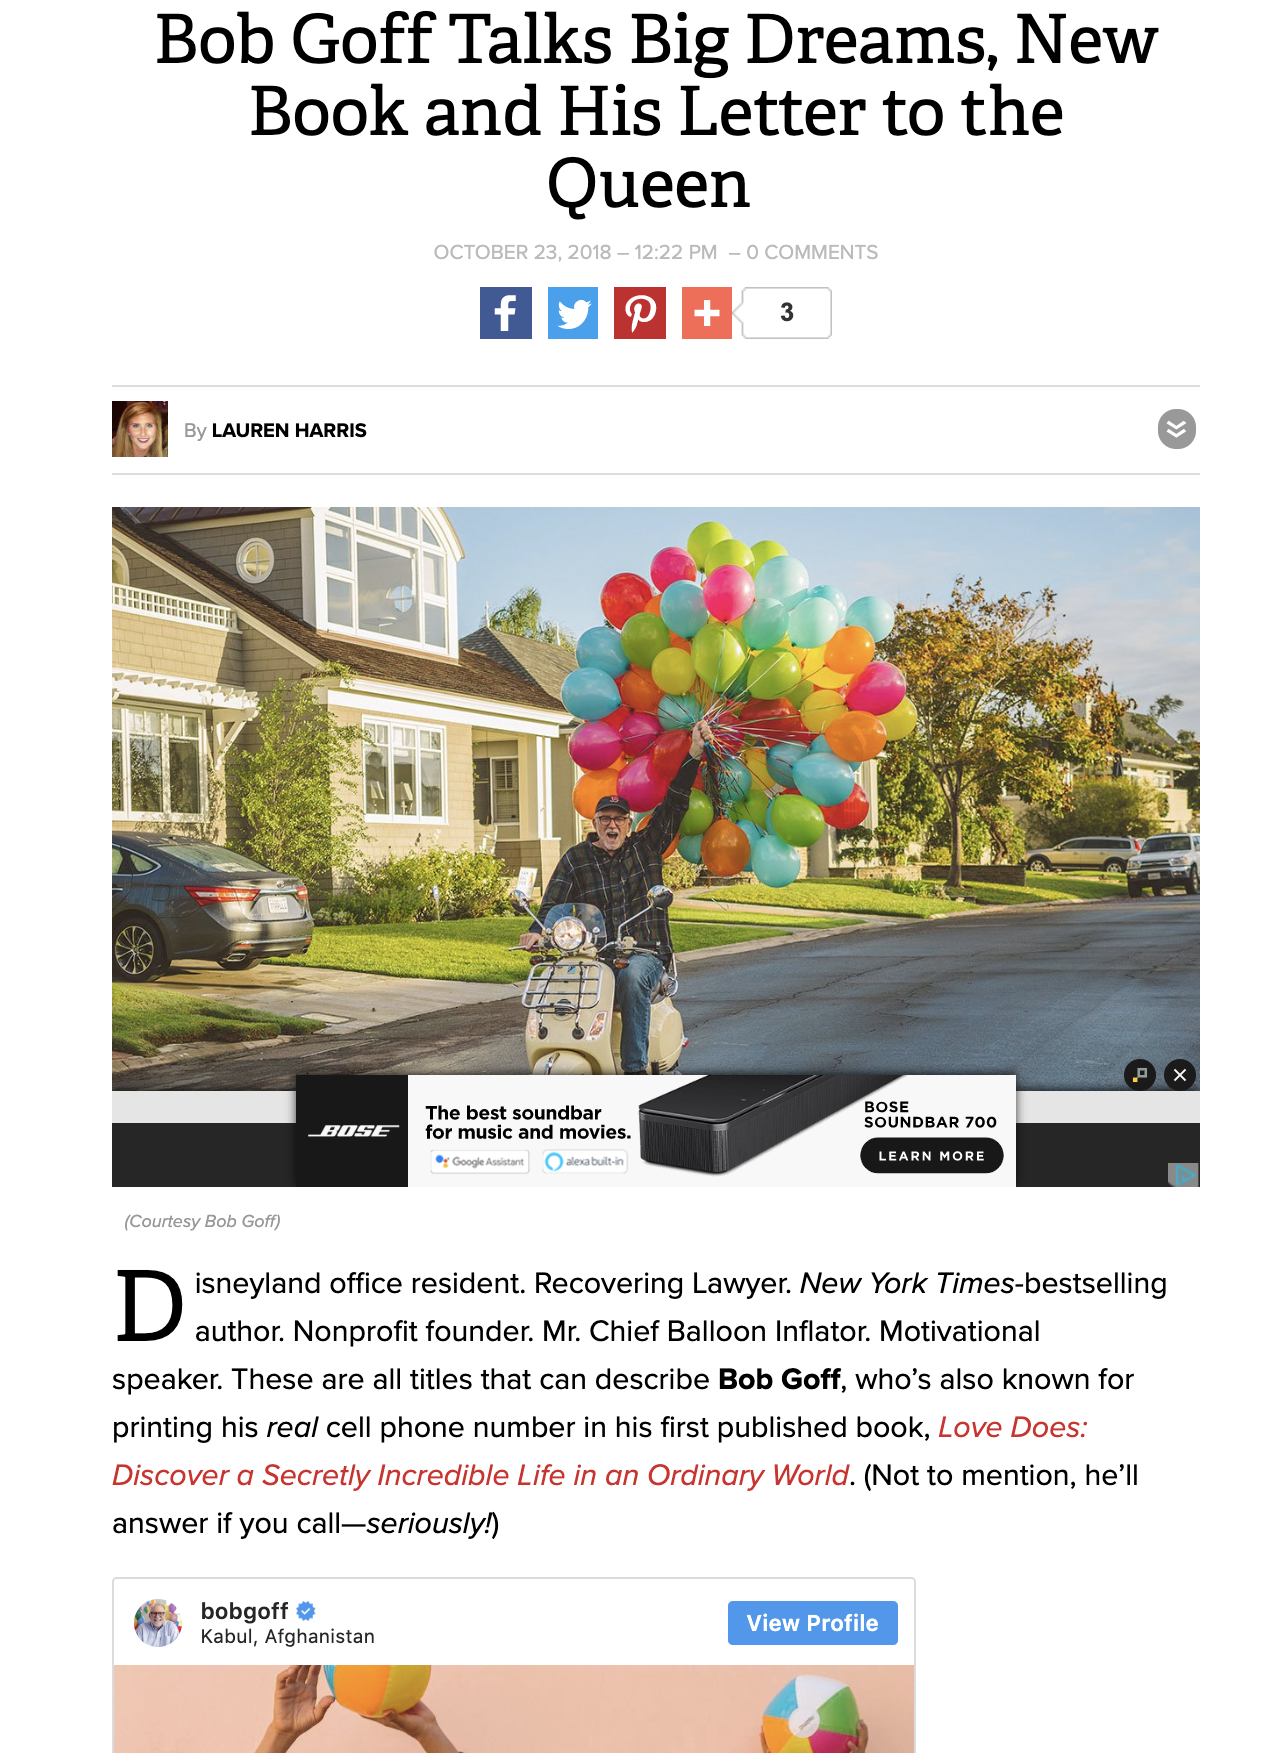 Bob Goff Talks Big Dreams, New
Book and His Letter to the
Queen
OCTOBER 23, 2018 – 12:22 PM – 0 COMMENTS
3
By LAUREN HARRIS
BOSE
The best soundbar
for music and movies.
Google Assistant
alexa built-in
BOSE
SOUNDBAR 700
LEARN MORE
(Courtesy Bob Goff)
Disneyland office resident. Recovering Lawyer. New York Times-bestselling
author. Nonprofit founder. Mr. Chief Balloon Inflator. Motivational
speaker. These are all titles that can describe Bob Goff, who’s also known for
printing his real cell phone number in his first published book, Love Does:
Discover a Secretly Incredible Life in an Ordinary World. (Not to mention, he’ll
answer if you call—seriously!)
bobgoff
Kabul, Afghanistan
View Profile